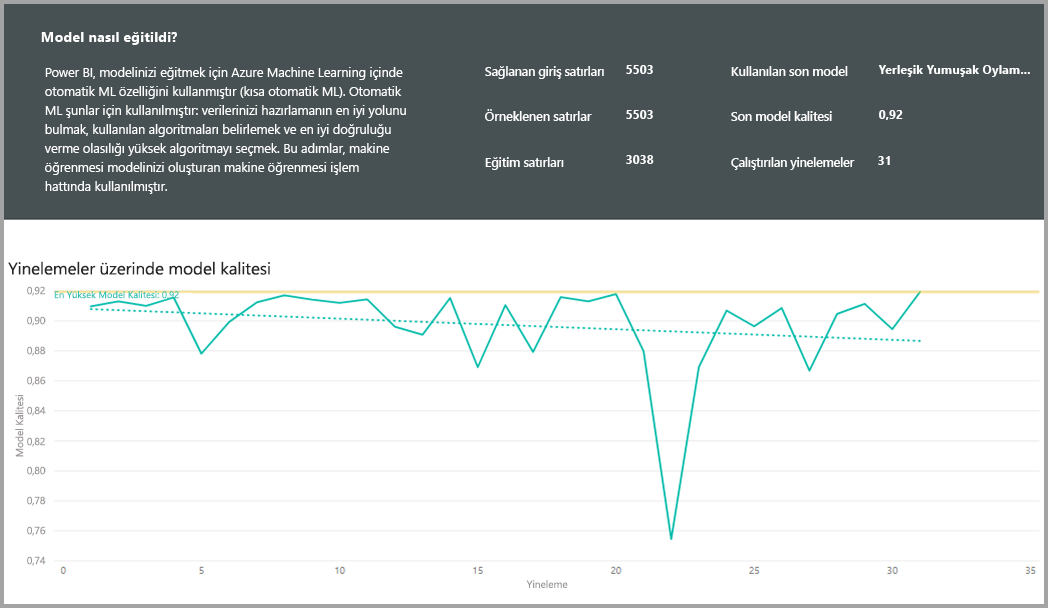 Model nasıl eğitildi?
Power BI, modelinizi eğitmek için Azure Machine Learning içinde
otomatik ML özelliğini kullanmıştır (kısa otomatik ML). Otomatik
ML şunlar için kullanılmıştır: verilerinizi hazırlamanın en iyi yolunu
bulmak, kullanılan algoritmaları belirlemek ve en iyi doğruluğu
verme olasılığı yüksek algoritmayı seçmek. Bu adımlar, makine
öğrenmesi modelinizi oluşturan makine öğrenmesi işlem
hattında kullanılmıştır.
Sağlanan giriş satırları 5503
Örneklenen satırlar 5503
Eğitim satırları 3038
Kullanılan son model Yerleşik Yumuşak Oylam...
Son model kalitesi 0,92
Çalıştırılan yinelemeler 31
Yinelemeler üzerinde model kalitesi
En Yüksek Model Kalitesi: 0,92
Model Kalitesi
0,92
0,90
0,88
0,86
0,84
0,82
0,80
0,78
0,76
0,74
0 5 10 15 20 25 30 35
Yineleme